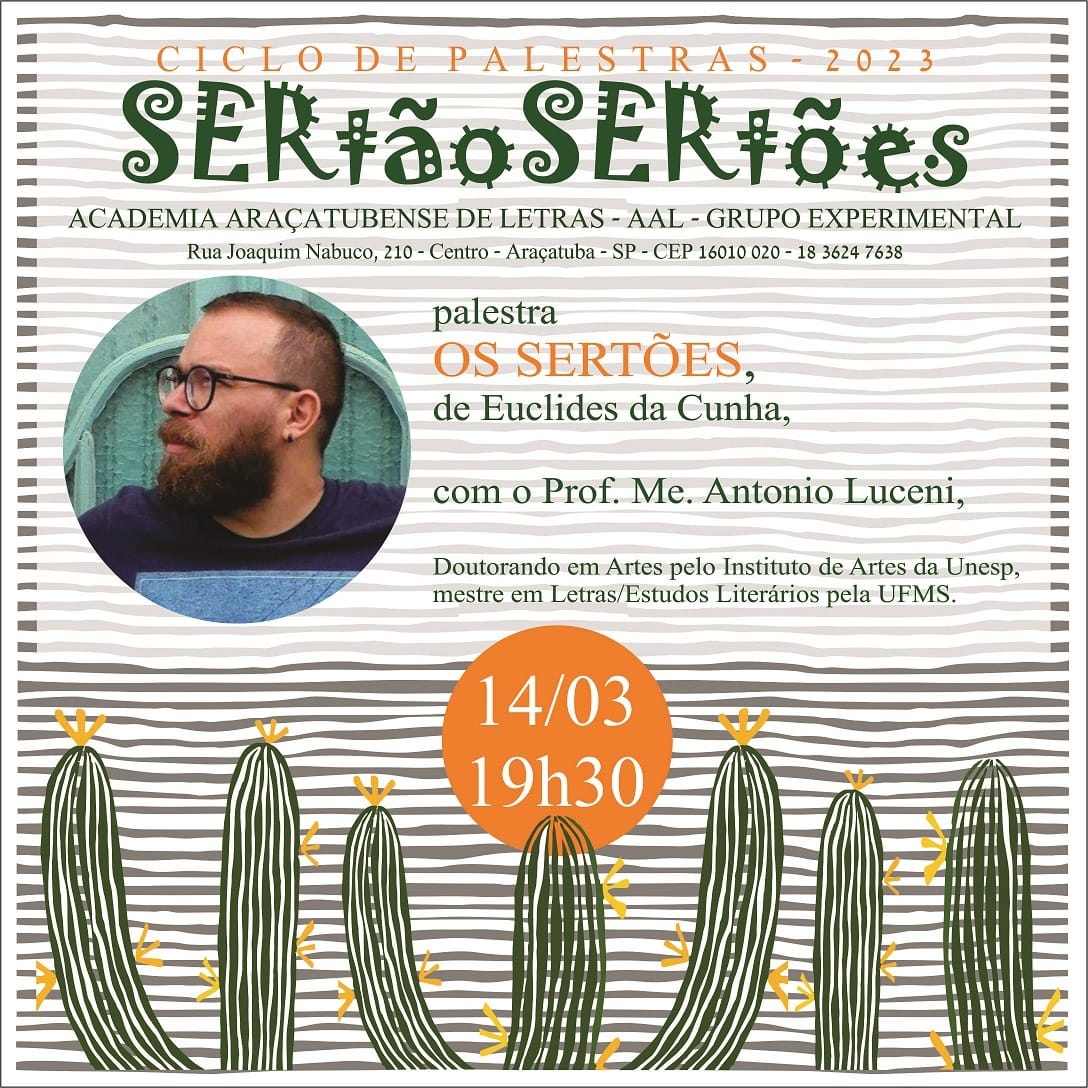 CICLO DE PALESTRAS - 2023
SERtãoSERtões
ACADEMIA ARAÇATUBENSE DE LETRAS - AAL - GRUPO EXPERIMENTAL
Rua Joaquim Nabuco, 210 - Centro - Araçatuba - SP - CEP 16010 020 - 18 3624 7638
palestra
OS SERTÕES,
de Euclides da Cunha,
com o Prof. Me. Antonio Luceni,
Doutorando em Artes pelo Instituto de Artes da Unesp,
mestre em Letras/Estudos Literários pela UFMS.
14/03
19h30